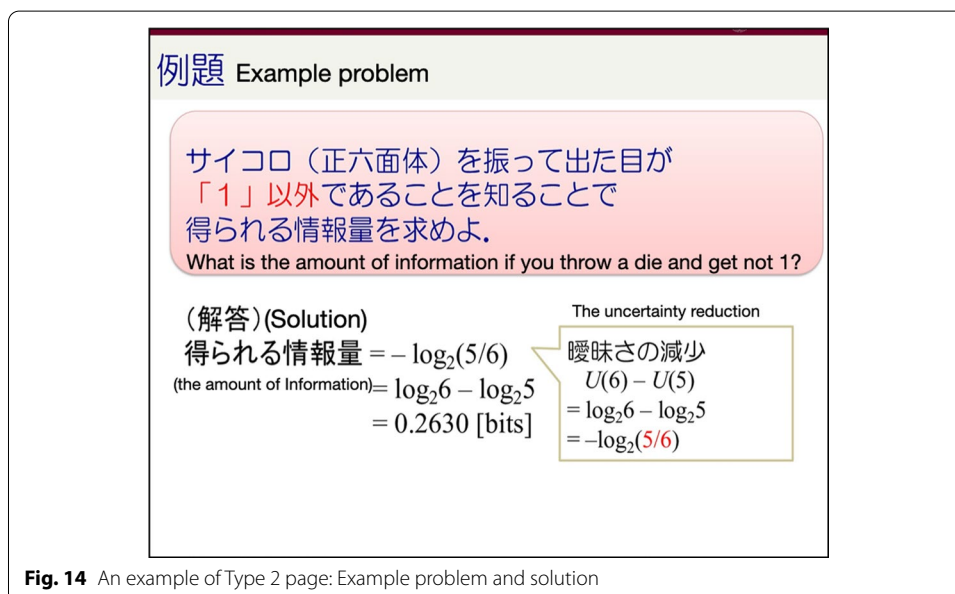 例題 Example problem
サイコロ（正六面体）を振って出た目が
「１」以外であることを知ることで
得られる情報量を求めよ．
What is the amount of information if you throw a die and get not 1?
（解答）(Solution)
得られる情報量 = – log₂(5/6)
(the amount of Information)= log₂6 – log₂5
= 0.2630 [bits]
The uncertainty reduction
曖昧さの減少
U(6) – U(5)
= log₂6 – log₂5
= –log₂(5/6)
Fig. 14 An example of Type 2 page: Example problem and solution